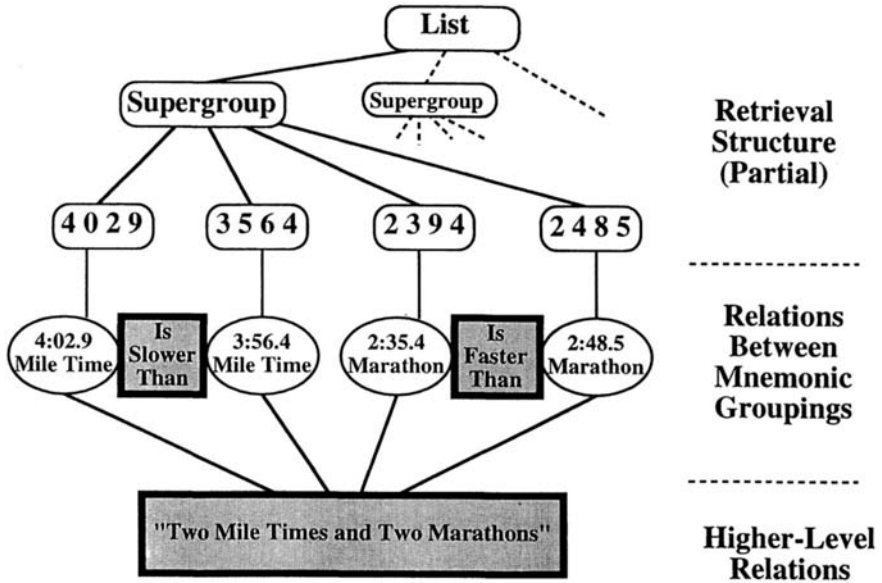 List
Supergroup
Supergroup
Retrieval
Structure
(Partial)
4 0 2 9
3 5 6 4
2 3 9 4
2 4 8 5
4:02.9
Mile Time
Is
Slower
Than
3:56.4
Mile Time
2:35.4
Marathon
Is
Faster
Than
2:48.5
Marathon
Relations
Between
Mnemonic
Groupings
"Two Mile Times and Two Marathons"
Higher-Level
Relations